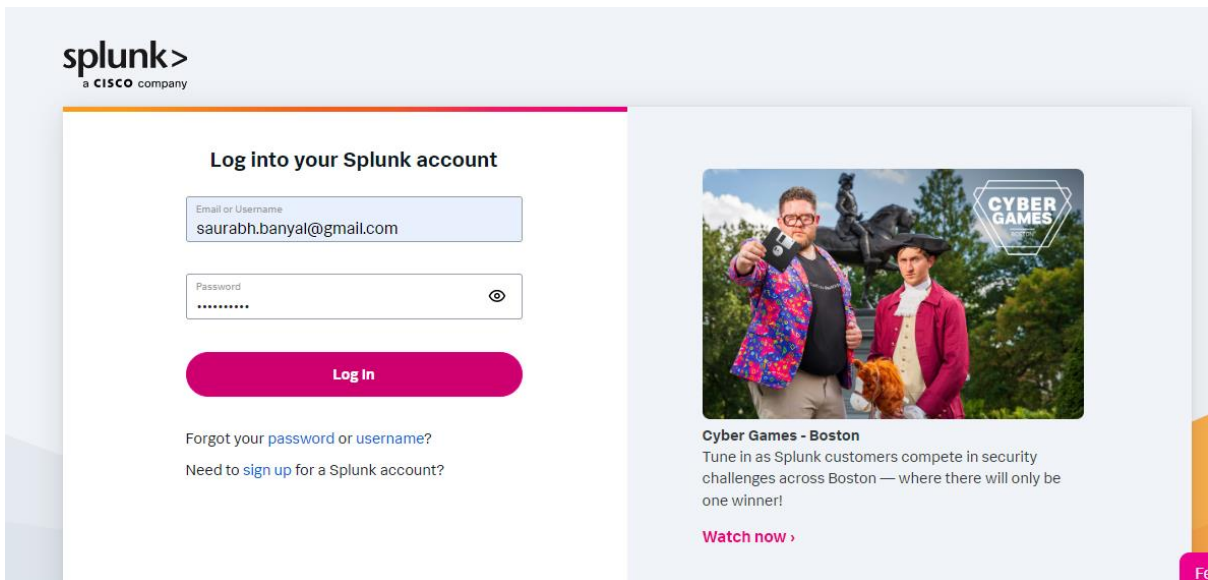 splunk>
a CISCO company
Log into your Splunk account
Email or Username
saurabh.banyal@gmail.com
Password
••••••••••
Log In
Forgot your password or username?
Need to sign up for a Splunk account?
CYBER
GAMES
BOSTON
Cyber Games - Boston
Tune in as Splunk customers compete in security
challenges across Boston — where there will only be
one winner!
Watch now ›
Fe